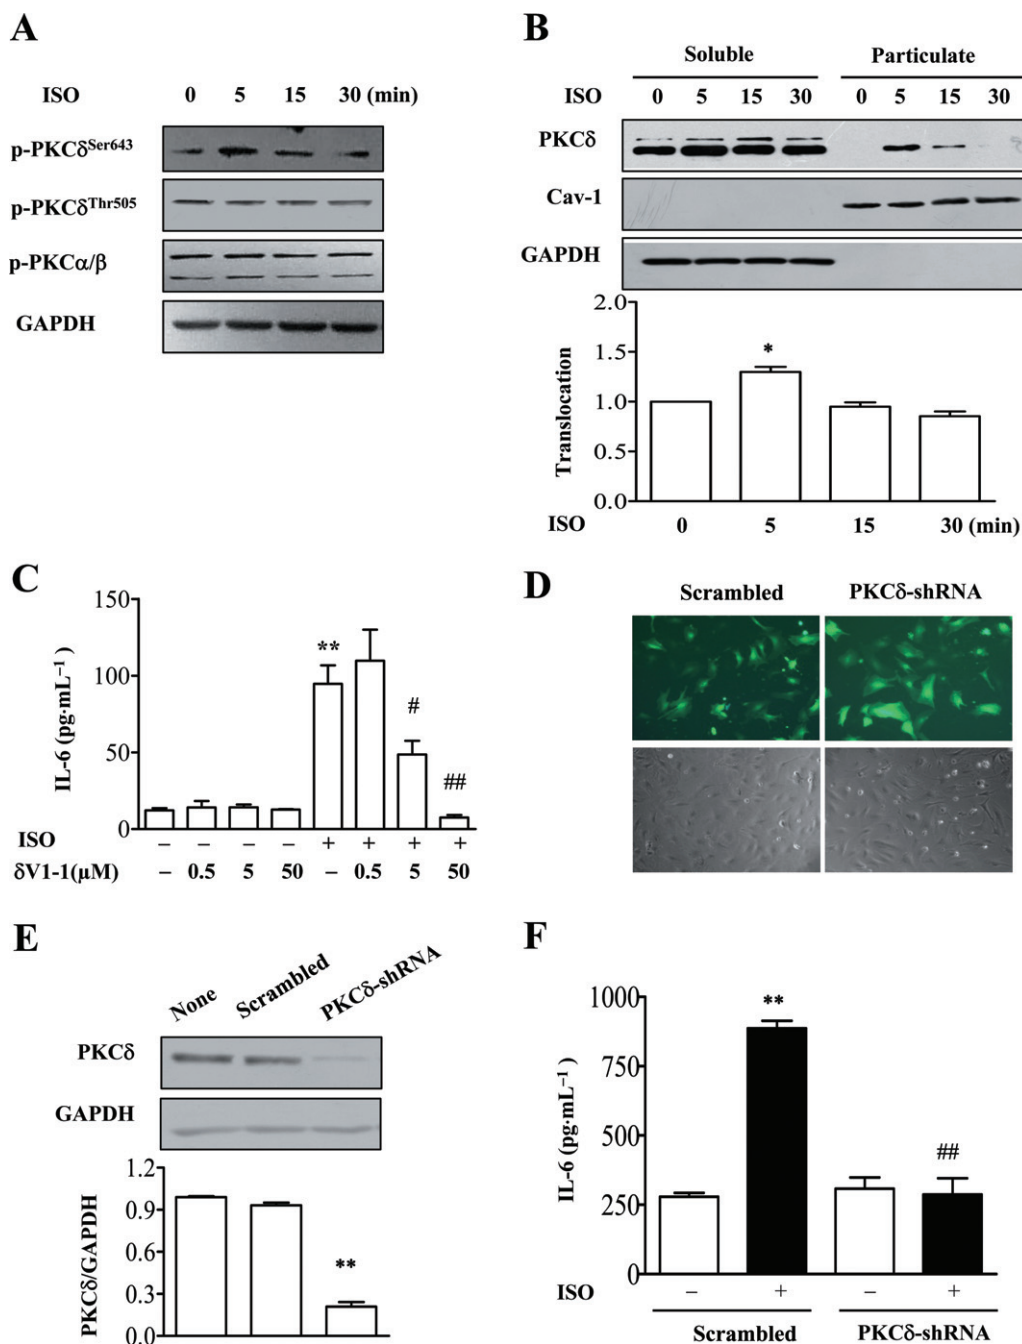 A
ISO 0 5 15 30 (min)
p-PKCδSer643
p-PKCδThr505
p-PKCα/β
GAPDH
B
Soluble Particulate
ISO 0 5 15 30 0 5 15 30
PKCδ
Cav-1
GAPDH
2.0
1.5
1.0
0.5
0.0
Translocation
*
ISO 0 5 15 30 (min)
C
150
100
50
0
IL-6 (pg·mL−1)
** # ##
ISO – – – – + + + +
δV1-1(µM) – 0.5 5 50 – 0.5 5 50
D
Scrambled PKCδ-shRNA
E
None Scrambled PKCδ-shRNA
PKCδ
GAPDH
1.2
0.9
0.6
0.3
0.0
PKCδ/GAPDH
**
F
1000
750
500
250
0
IL-6 (pg·mL−1)
** ##
ISO – + – +
Scrambled PKCδ-shRNA